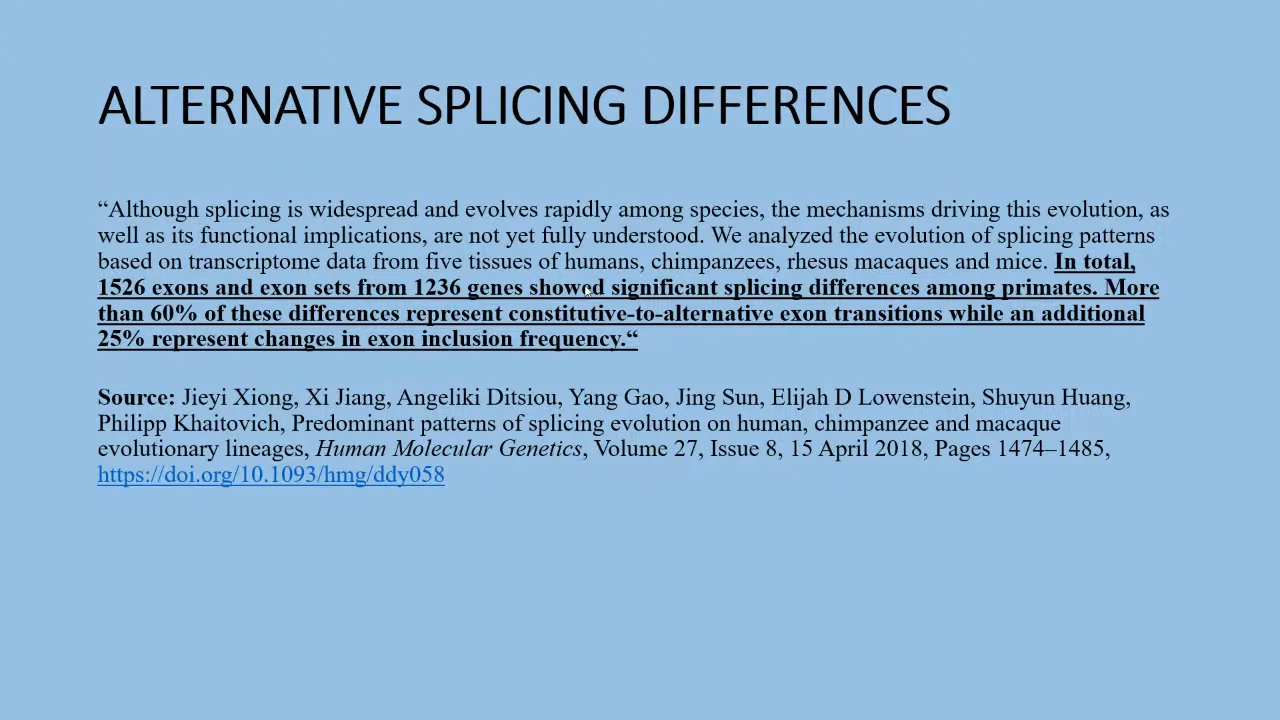 ALTERNATIVE SPLICING DIFFERENCES
“Although splicing is widespread and evolves rapidly among species, the mechanisms driving this evolution, as
well as its functional implications, are not yet fully understood. We analyzed the evolution of splicing patterns
based on transcriptome data from five tissues of humans, chimpanzees, rhesus macaques and mice. In total,
1526 exons and exon sets from 1236 genes showed significant splicing differences among primates. More
than 60% of these differences represent constitutive-to-alternative exon transitions while an additional
25% represent changes in exon inclusion frequency.“
Source: Jieyi Xiong, Xi Jiang, Angeliki Ditsiou, Yang Gao, Jing Sun, Elijah D Lowenstein, Shuyun Huang,
Philipp Khaitovich, Predominant patterns of splicing evolution on human, chimpanzee and macaque
evolutionary lineages, Human Molecular Genetics, Volume 27, Issue 8, 15 April 2018, Pages 1474–1485,
https://doi.org/10.1093/hmg/ddy058